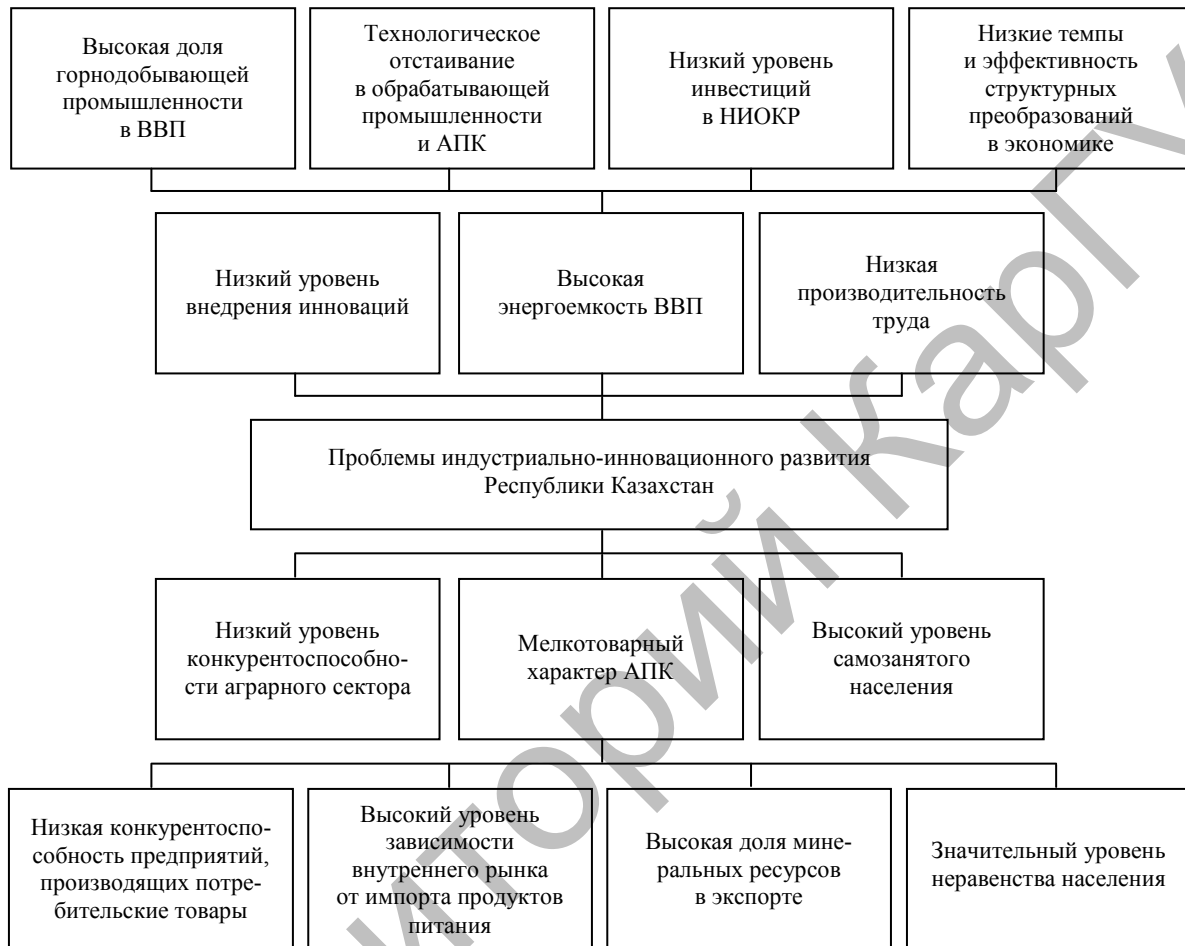 Высокая доля
горнодобывающей
промышленности
в ВВП
Технологическое
отстаивание
в обрабатывающей
промышленности
и АПК
Низкий уровень
инвестиций
в НИОКР
Низкие темпы
и эффективность
структурных
преобразований
в экономике
Низкий уровень
внедрения инноваций
Высокая
энергоемкость ВВП
Низкая
производительность
труда
Проблемы индустриально-инновационного развития
Республики Казахстан
Низкий уровень
конкурентоспособно-
сти аграрного сектора
Мелкотоварный
характер АПК
Высокий уровень
самозанятого
населения
Низкая конкурентоспо-
собность предприятий,
производящих потре-
бительские товары
Высокий уровень
зависимости
внутреннего рынка
от импорта продуктов
питания
Высокая доля мине-
ральных ресурсов
в экспорте
Значительный уровень
неравенства населения
иторий КарГУ